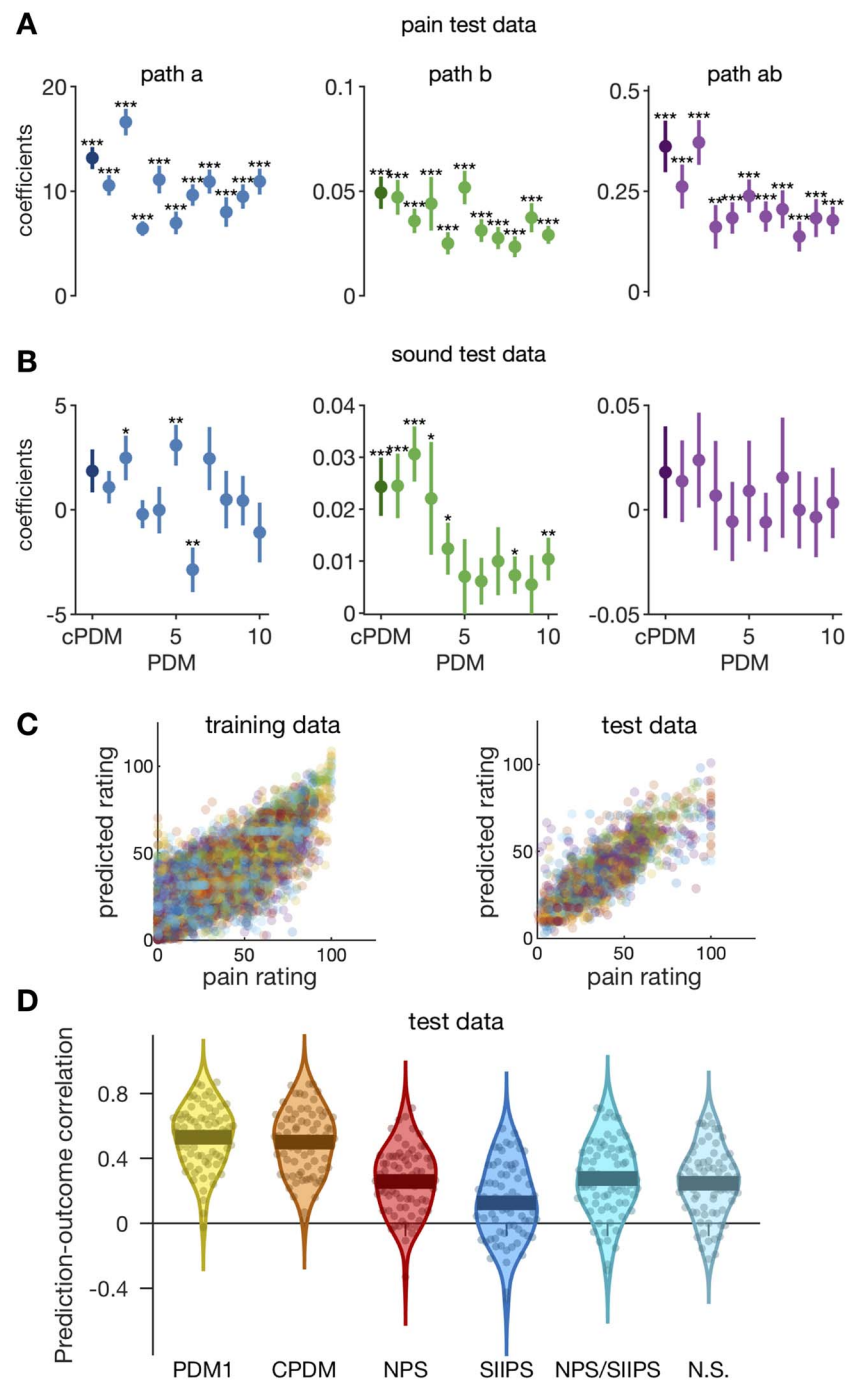 A
pain test data
path a
path b
path ab
20
10
0
coefficients
*** *** *** *** *** *** *** *** *** *** ***
0.1
0.05
0
*** *** *** *** *** *** *** *** *** *** ***
0.5
0.25
0
*** *** *** ** *** *** *** *** *** *** ***
B
sound test data
5
0
-5
coefficients
* ** **
cPDM 5 10
PDM
0.04
0.03
0.02
0.01
0
*** *** *** * * * **
cPDM 5 10
PDM
0.05
0
-0.05
cPDM 5 10
PDM
C
training data
test data
predicted rating
100
50
0
0 50 100
pain rating
predicted rating
100
50
0
0 50 100
pain rating
D
test data
Prediction-outcome correlation
0.8
0.4
0
-0.4
PDM1 CPDM NPS SIIPS NPS/SIIPS N.S.